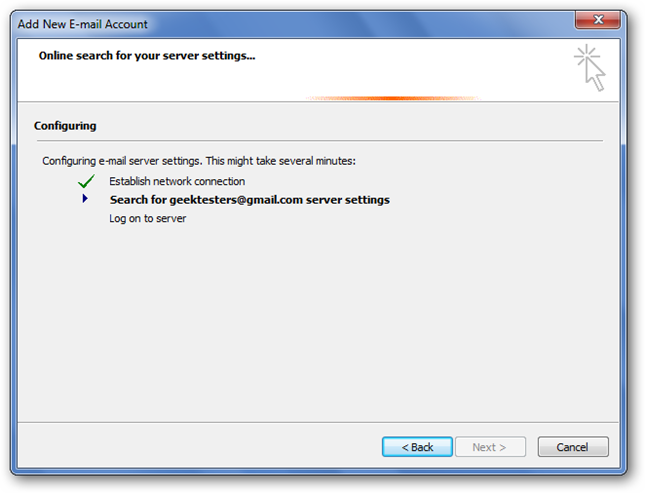 Add New E-mail Account
Online search for your server settings...
Configuring
Configuring e-mail server settings. This might take several minutes:
Establish network connection
Search for geektesters@gmail.com server settings
Log on to server
< Back
Next >
Cancel